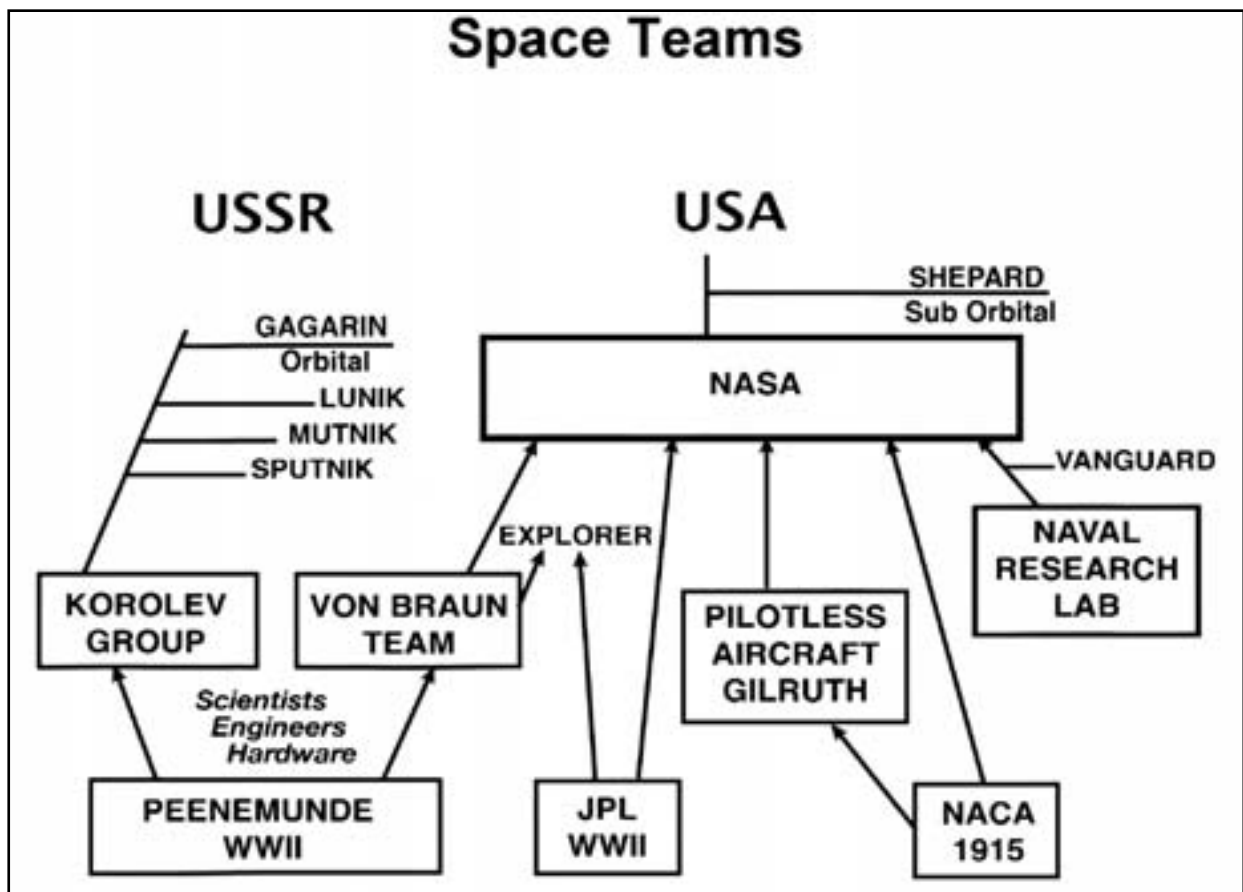 Space Teams
USSR
USA
SHEPARD
Sub Orbital
GAGARIN
Orbital
LUNIK
MUTNIK
SPUTNIK
NASA
VANGUARD
EXPLORER
NAVAL
RESEARCH
LAB
KOROLEV
GROUP
VON BRAUN
TEAM
PILOTLESS
AIRCRAFT
GILRUTH
Scientists
Engineers
Hardware
PEENEMUNDE
WWII
JPL
WWII
NACA
1915